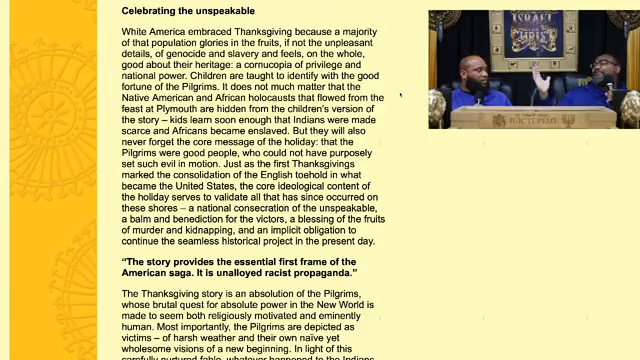 Celebrating the unspeakable
White America embraced Thanksgiving because a majority
of that population glories in the fruits, if not the unpleasant
details, of genocide and slavery and feels, on the whole,
good about their heritage: a cornucopia of privilege and
national power. Children are taught to identify with the good
fortune of the Pilgrims. It does not much matter that the
Native American and African holocausts that flowed from the
feast at Plymouth are hidden from the children's version of
the story – kids learn soon enough that Indians were made
scarce and Africans became enslaved. But they will also
never forget the core message of the holiday: that the
Pilgrims were good people, who could not have purposely
set such evil in motion. Just as the first Thanksgivings
marked the consolidation of the English toehold in what
became the United States, the core ideological content of
the holiday serves to validate all that has since occurred on
these shores – a national consecration of the unspeakable,
a balm and benediction for the victors, a blessing of the fruits
of murder and kidnapping, and an implicit obligation to
continue the seamless historical project in the present day.
“The story provides the essential first frame of the
American saga. It is unalloyed racist propaganda.”
The Thanksgiving story is an absolution of the Pilgrims,
whose brutal quest for absolute power in the New World is
made to seem both religiously motivated and eminently
human. Most importantly, the Pilgrims are depicted as
victims – of harsh weather and their own naïve yet
wholesome visions of a new beginning. In light of this
carefully nurtured fable, whatever happened to the Indians,
ISRAEL
CHRIST
IUIC TUPELO